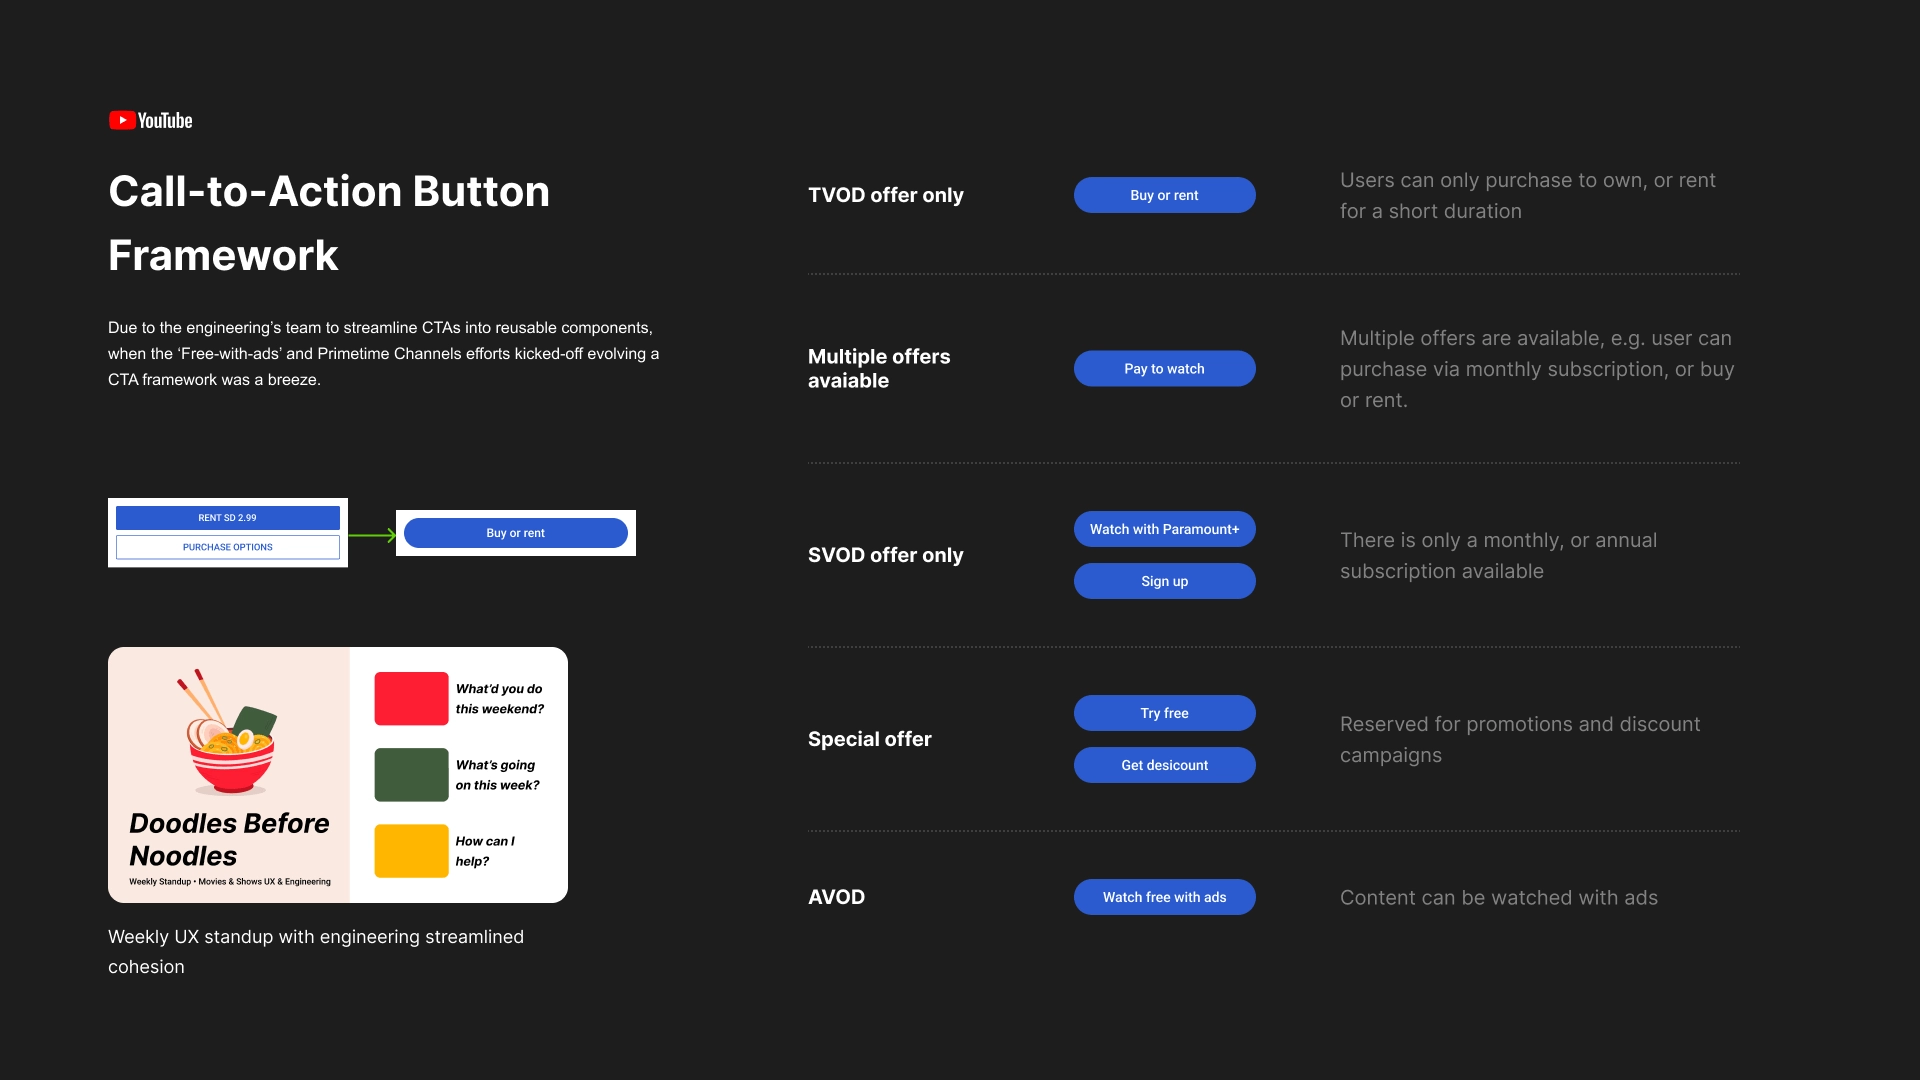 YouTube
Call-to-Action Button
Framework
Due to the engineering’s team to streamline CTAs into reusable components,
when the ‘Free-with-ads’ and Primetime Channels efforts kicked-off evolving a
CTA framework was a breeze.
RENT SD 2.99
PURCHASE OPTIONS
Buy or rent
Doodles Before
Noodles
Weekly Standup • Movies & Shows UX & Engineering
What’d you do
this weekend?
What’s going
on this week?
How can I
help?
Weekly UX standup with engineering streamlined
cohesion
TVOD offer only
Buy or rent
Users can only purchase to own, or rent
for a short duration
Multiple offers
avaiable
Pay to watch
Multiple offers are available, e.g. user can
purchase via monthly subscription, or buy
or rent.
SVOD offer only
Watch with Paramount+
Sign up
There is only a monthly, or annual
subscription available
Special offer
Try free
Get desicount
Reserved for promotions and discount
campaigns
AVOD
Watch free with ads
Content can be watched with ads